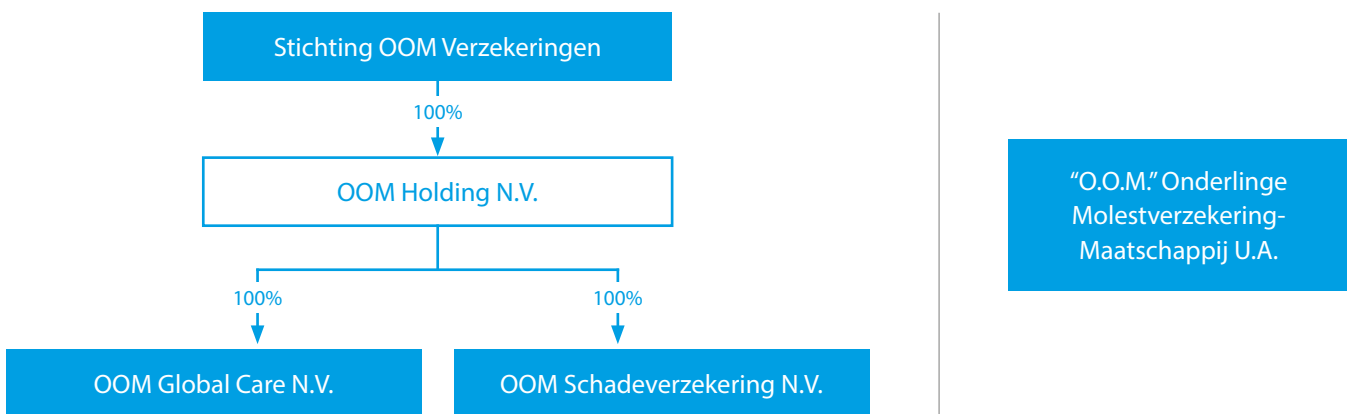 Stichting OOM Verzekeringen
100%
OOM Holding N.V.
100%
100%
OOM Global Care N.V.
OOM Schadeverzekering N.V.
“O.O.M.” Onderlinge
Molestverzekering-
Maatschappij U.A.